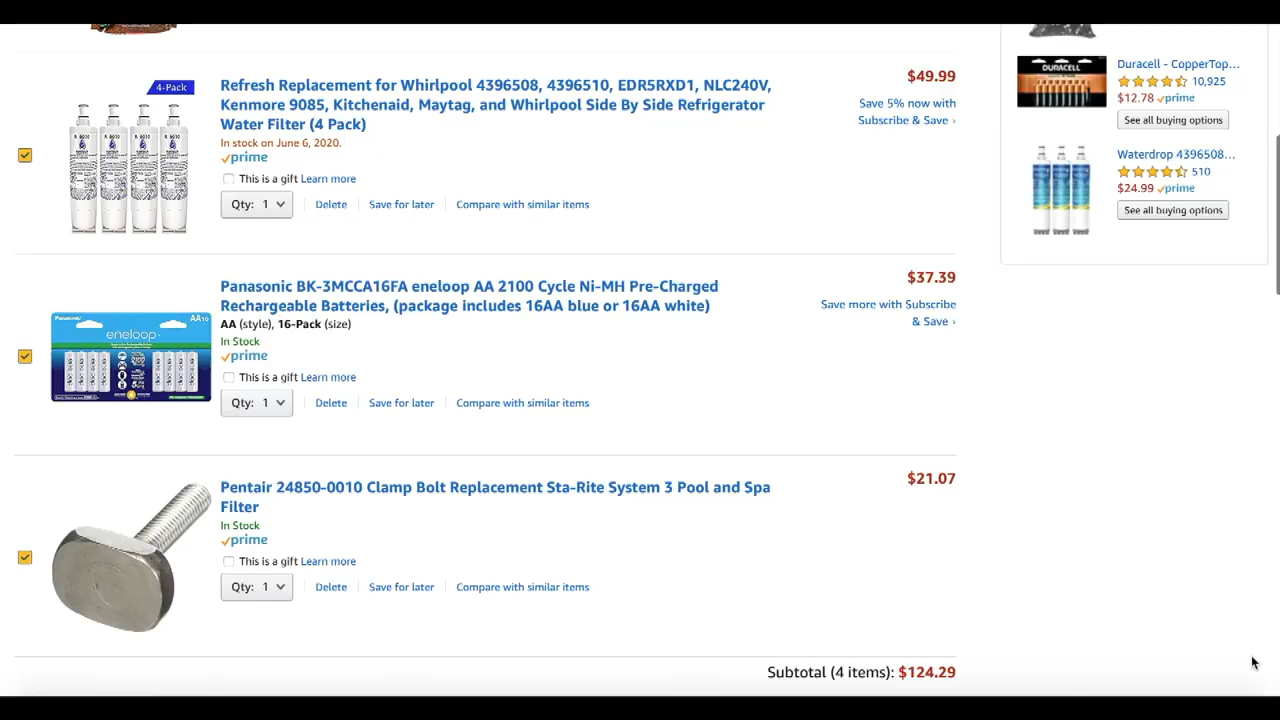 4-Pack
Refresh Replacement for Whirlpool 4396508, 4396510, EDR5RXD1, NLC240V,
Kenmore 9085, Kitchenaid, Maytag, and Whirlpool Side By Side Refrigerator
Water Filter (4 Pack)
In stock on June 6, 2020.
prime
This is a gift Learn more
Qty: 1
Delete
Save for later
Compare with similar items
$49.99
Save 5% now with
Subscribe & Save ›
Panasonic
AA16
eneloop
Panasonic BK-3MCCA16FA eneloop AA 2100 Cycle Ni-MH Pre-Charged
Rechargeable Batteries, (package includes 16AA blue or 16AA white)
AA (style), 16-Pack (size)
In Stock
prime
This is a gift Learn more
Qty: 1
Delete
Save for later
Compare with similar items
$37.39
Save more with Subscribe
& Save ›
Pentair 24850-0010 Clamp Bolt Replacement Sta-Rite System 3 Pool and Spa
Filter
In Stock
prime
This is a gift Learn more
Qty: 1
Delete
Save for later
Compare with similar items
$21.07
Subtotal (4 items): $124.29
DURACELL
Duracell - CopperTop...
10,925
$12.78 prime
See all buying options
Waterdrop 4396508...
510
$24.99 prime
See all buying options